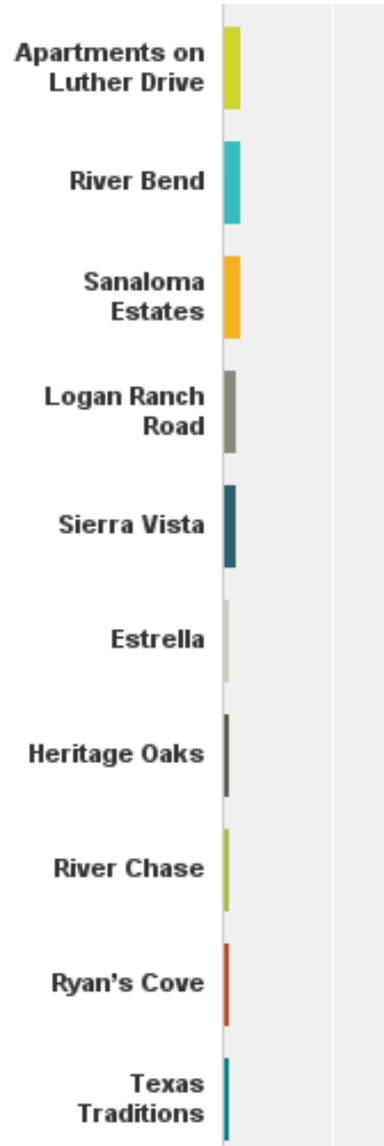 Apartments on
Luther Drive
River Bend
Sanaloma
Estates
Logan Ranch
Road
Sierra Vista
Estrella
Heritage Oaks
River Chase
Ryan's Cove
Texas
Traditions